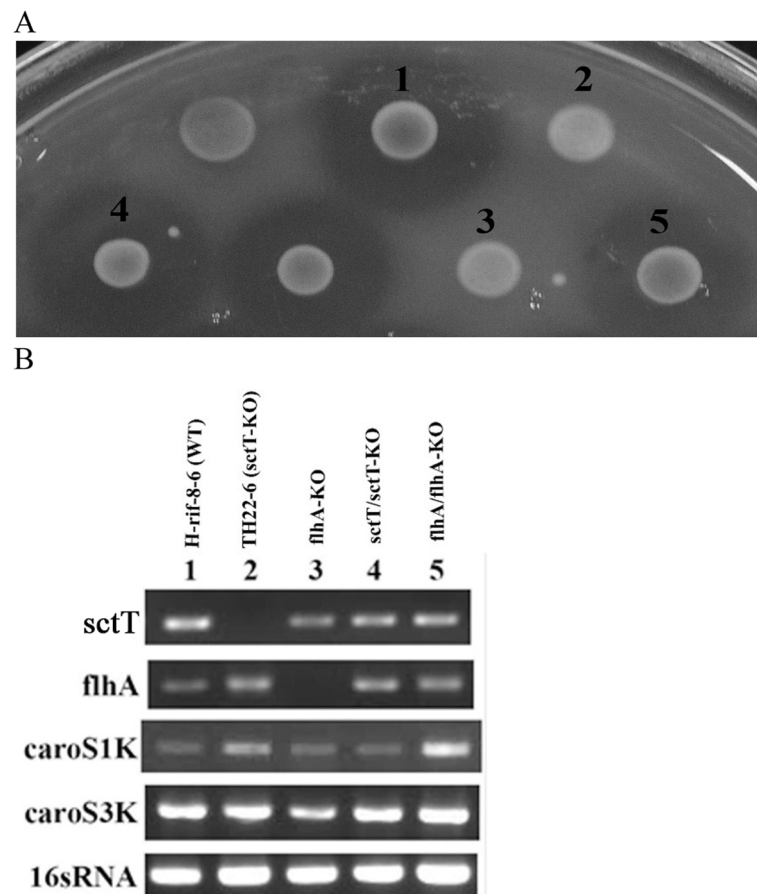 A
1
2
4
3
5
B
H-rif-8-6 (WT)
TH22-6 (sctT-KO)
flhA-KO
sctT/sctT-KO
flhA/flhA-KO
1 2 3 4 5
sctT
flhA
caroS1K
caroS3K
16sRNA